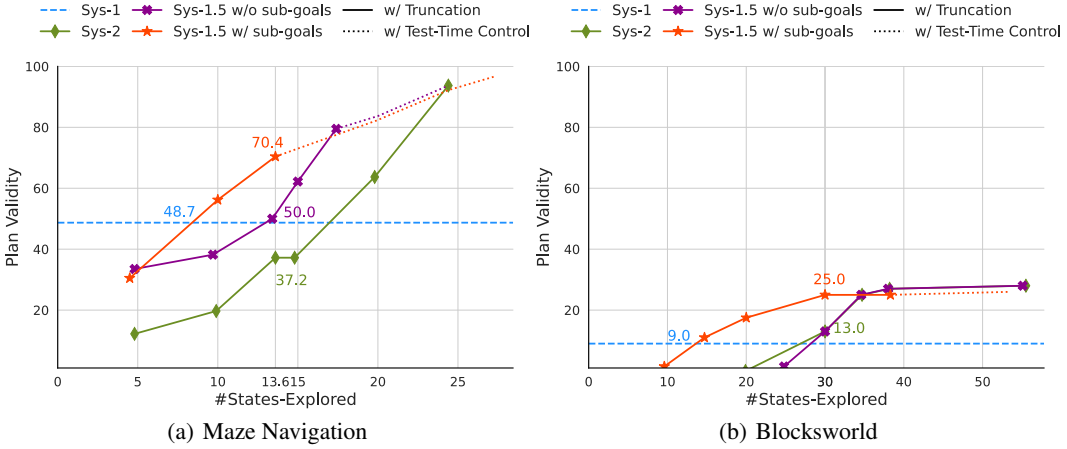 Sys-1 Sys-1.5 w/o sub-goals w/ Truncation
Sys-2 Sys-1.5 w/ sub-goals w/ Test-Time Control
100
80
60
40
20
Plan Validity
70.4
48.7
50.0
37.2
0 5 10 13.615 20 25
#States-Explored
(a) Maze Navigation
Sys-1 Sys-1.5 w/o sub-goals w/ Truncation
Sys-2 Sys-1.5 w/ sub-goals w/ Test-Time Control
100
80
60
40
20
Plan Validity
25.0
9.0
13.0
0 10 20 30 40 50
#States-Explored
(b) Blocksworld